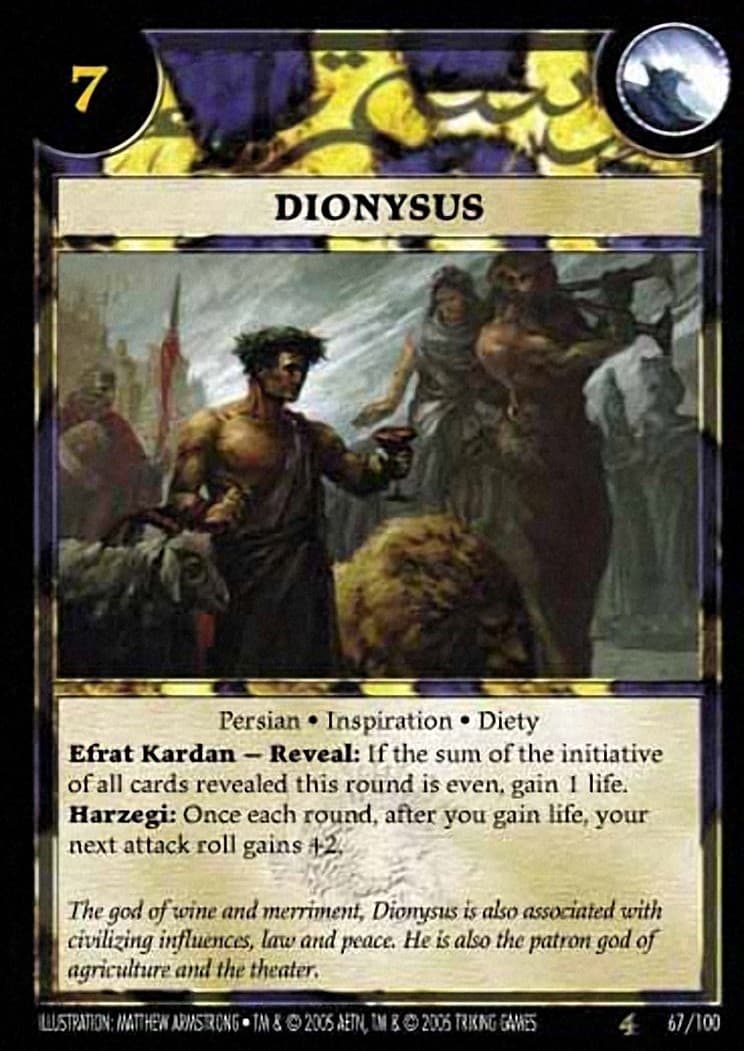 7
DIONYSUS
Persian • Inspiration • Diety
Efrat Kardan – Reveal: If the sum of the initiative
of all cards revealed this round is even, gain 1 life.
Harzegi: Once each round, after you gain life, your
next attack roll gains +2.
The god of wine and merriment, Dionysus is also associated with
civilizing influences, law and peace. He is also the patron god of
agriculture and the theater.
ILLUSTRATION: MATTHEW ARMSTRONG • TM & © 2005 AETN, TM & © 2005 TRIKING GAMES 4 67/100